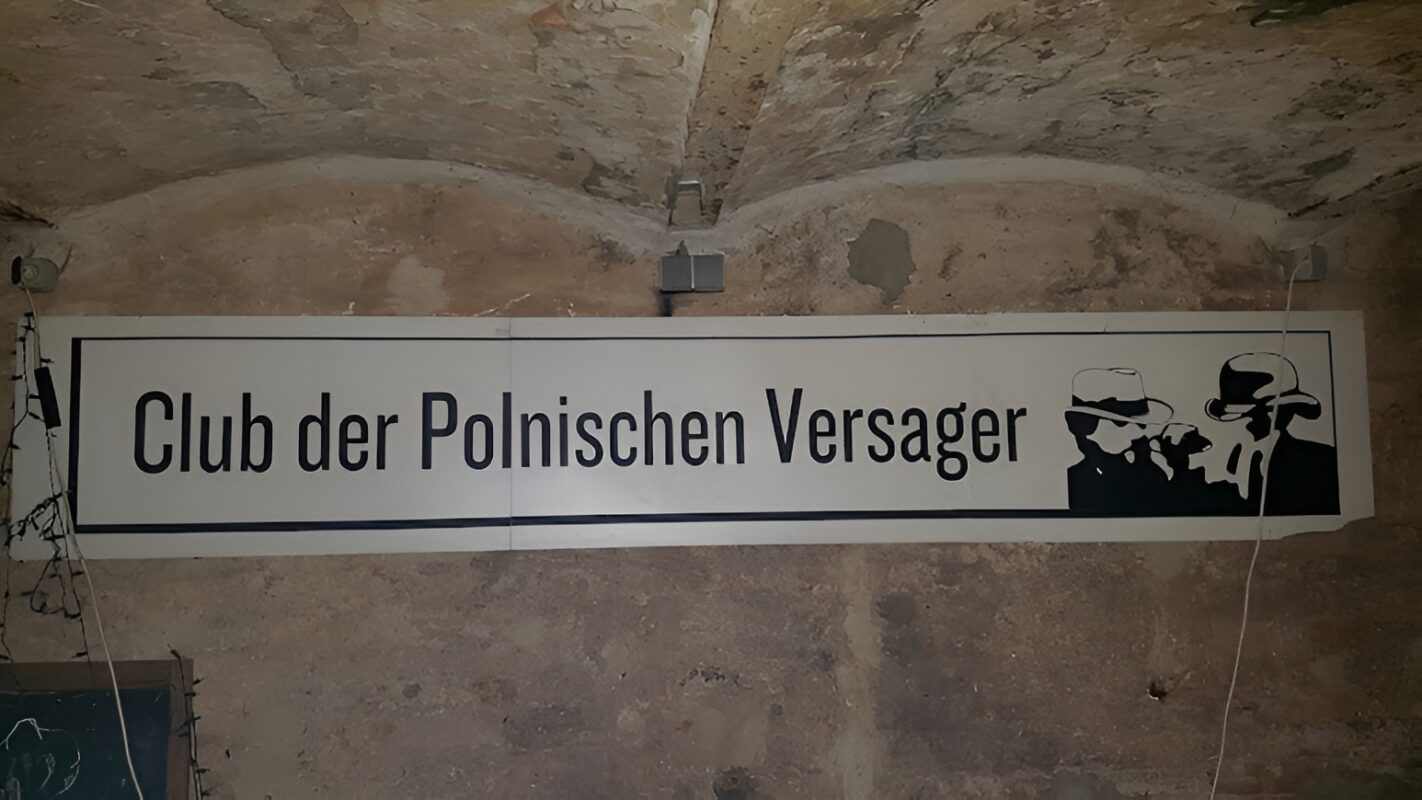 Club der Polnischen Versager